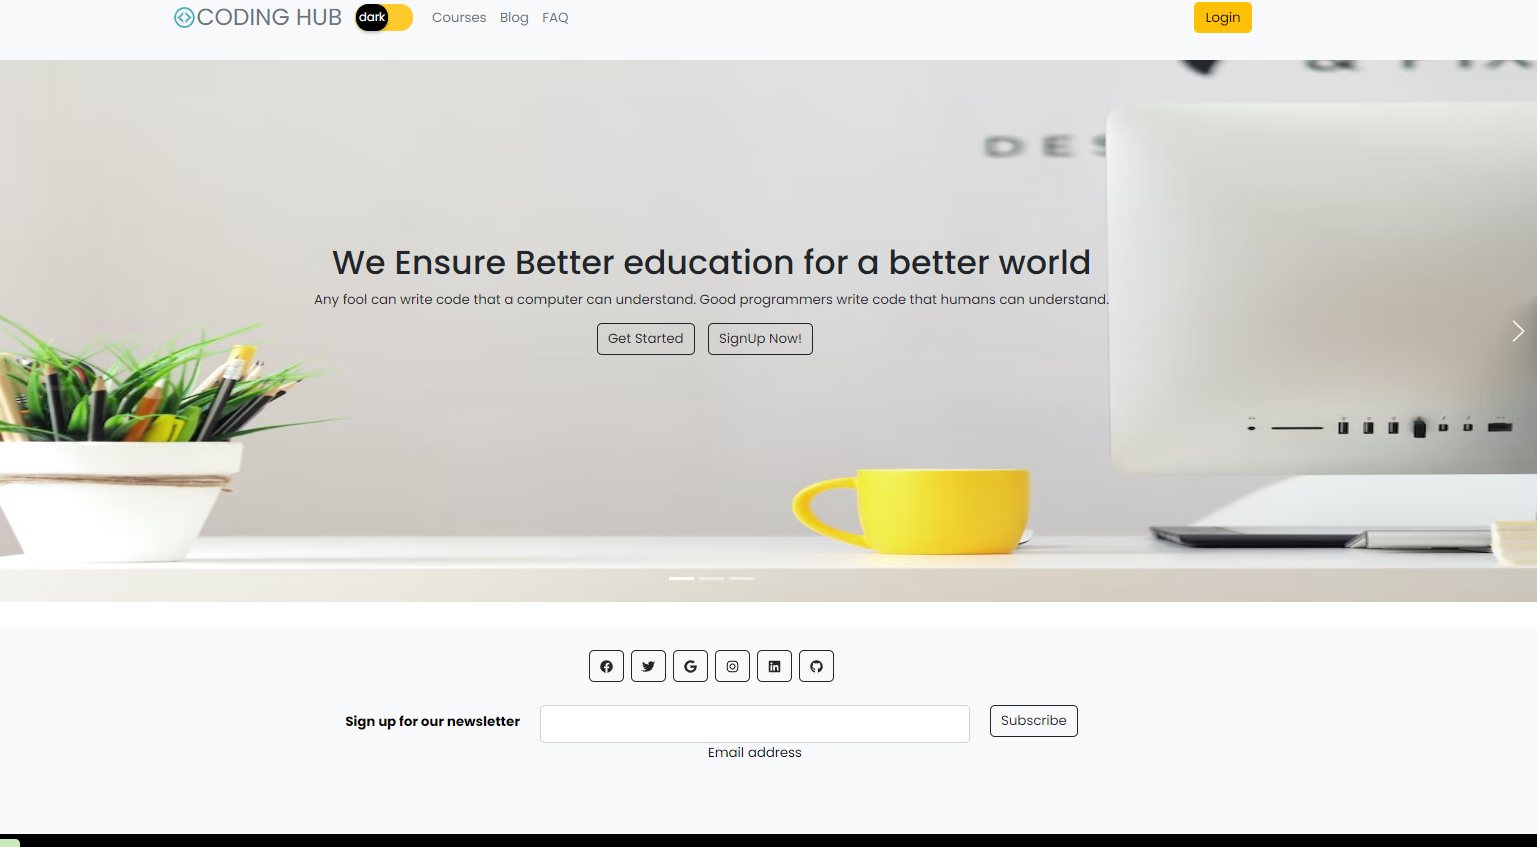 CODING HUB dark Courses Blog FAQ Login
DES
We Ensure Better education for a better world
Any fool can write code that a computer can understand. Good programmers write code that humans can understand.
Get Started SignUp Now!
Sign up for our newsletter Subscribe
Email address